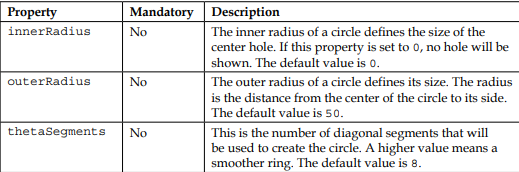 Property Mandatory Description
innerRadius No The inner radius of a circle defines the size of the
center hole. If this property is set to 0, no hole will be
shown. The default value is 0.
outerRadius No The outer radius of a circle defines its size. The radius
is the distance from the center of the circle to its side.
The default value is 50.
thetaSegments No This is the number of diagonal segments that will
be used to create the circle. A higher value means a
smoother ring. The default value is 8.